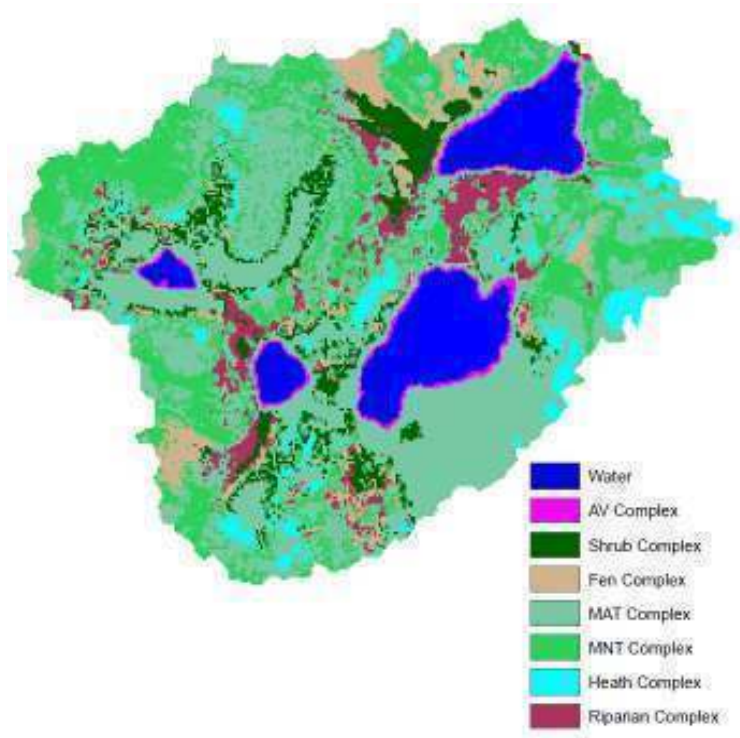 Water
AV Complex
Shrub Complex
Fen Complex
MAT Complex
MNT Complex
Heath Complex
Riparian Complex